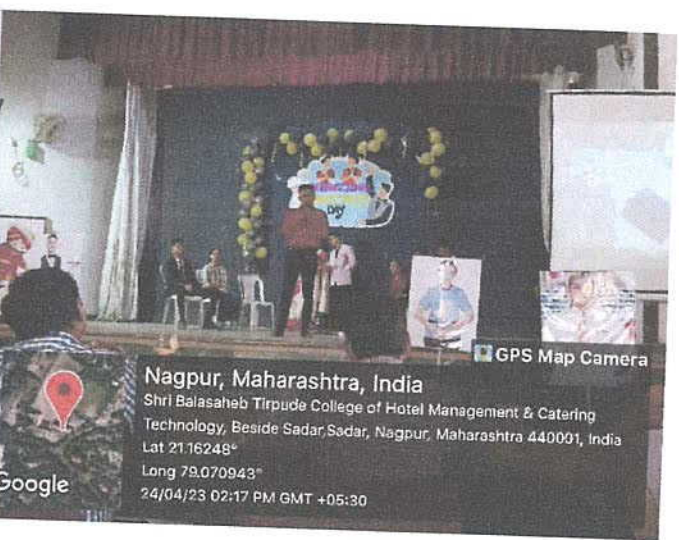 DAY
GPS Map Camera
Nagpur, Maharashtra, India
Shri Balasaheb Tirpude College of Hotel Management & Catering
Technology, Beside Sadar,Sadar, Nagpur, Maharashtra 440001, India
Lat 21.16248°
Long 79.070943°
24/04/23 02:17 PM GMT +05:30
Google